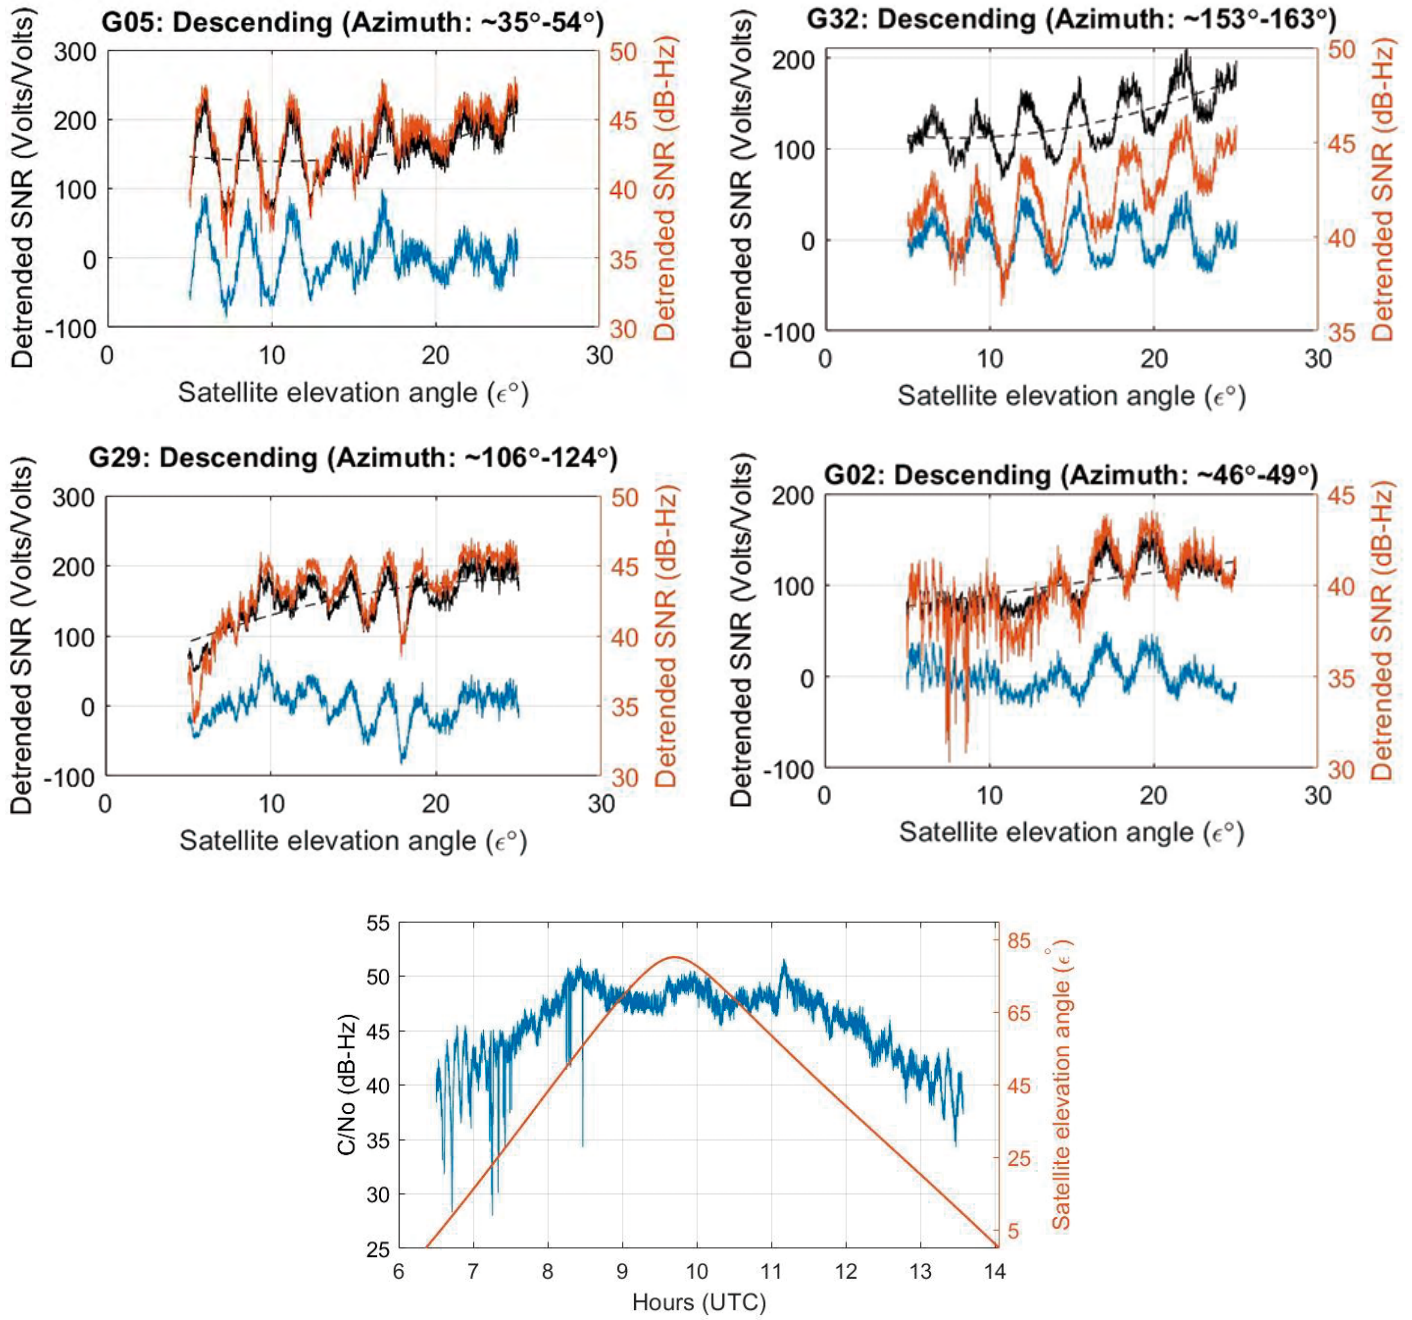 G05: Descending (Azimuth: ~35°-54°)
Detrended SNR (Volts/Volts)
300
200
100
0
-100
50
45
40
35
30
Detrended SNR (dB-Hz)
0 10 20 30
Satellite elevation angle (ϵ°)
G32: Descending (Azimuth: ~153°-163°)
Detrended SNR (Volts/Volts)
200
100
0
-100
50
45
40
35
Detrended SNR (dB-Hz)
0 10 20 30
Satellite elevation angle (ϵ°)
G29: Descending (Azimuth: ~106°-124°)
Detrended SNR (Volts/Volts)
300
200
100
0
-100
50
45
40
35
30
Detrended SNR (dB-Hz)
0 10 20 30
Satellite elevation angle (ϵ°)
G02: Descending (Azimuth: ~46°-49°)
Detrended SNR (Volts/Volts)
200
100
0
-100
45
40
35
30
Detrended SNR (dB-Hz)
0 10 20 30
Satellite elevation angle (ϵ°)
C/No (dB-Hz)
55
50
45
40
35
30
25
85
65
45
25
5
Satellite elevation angle (ϵ°)
6 7 8 9 10 11 12 13 14
Hours (UTC)